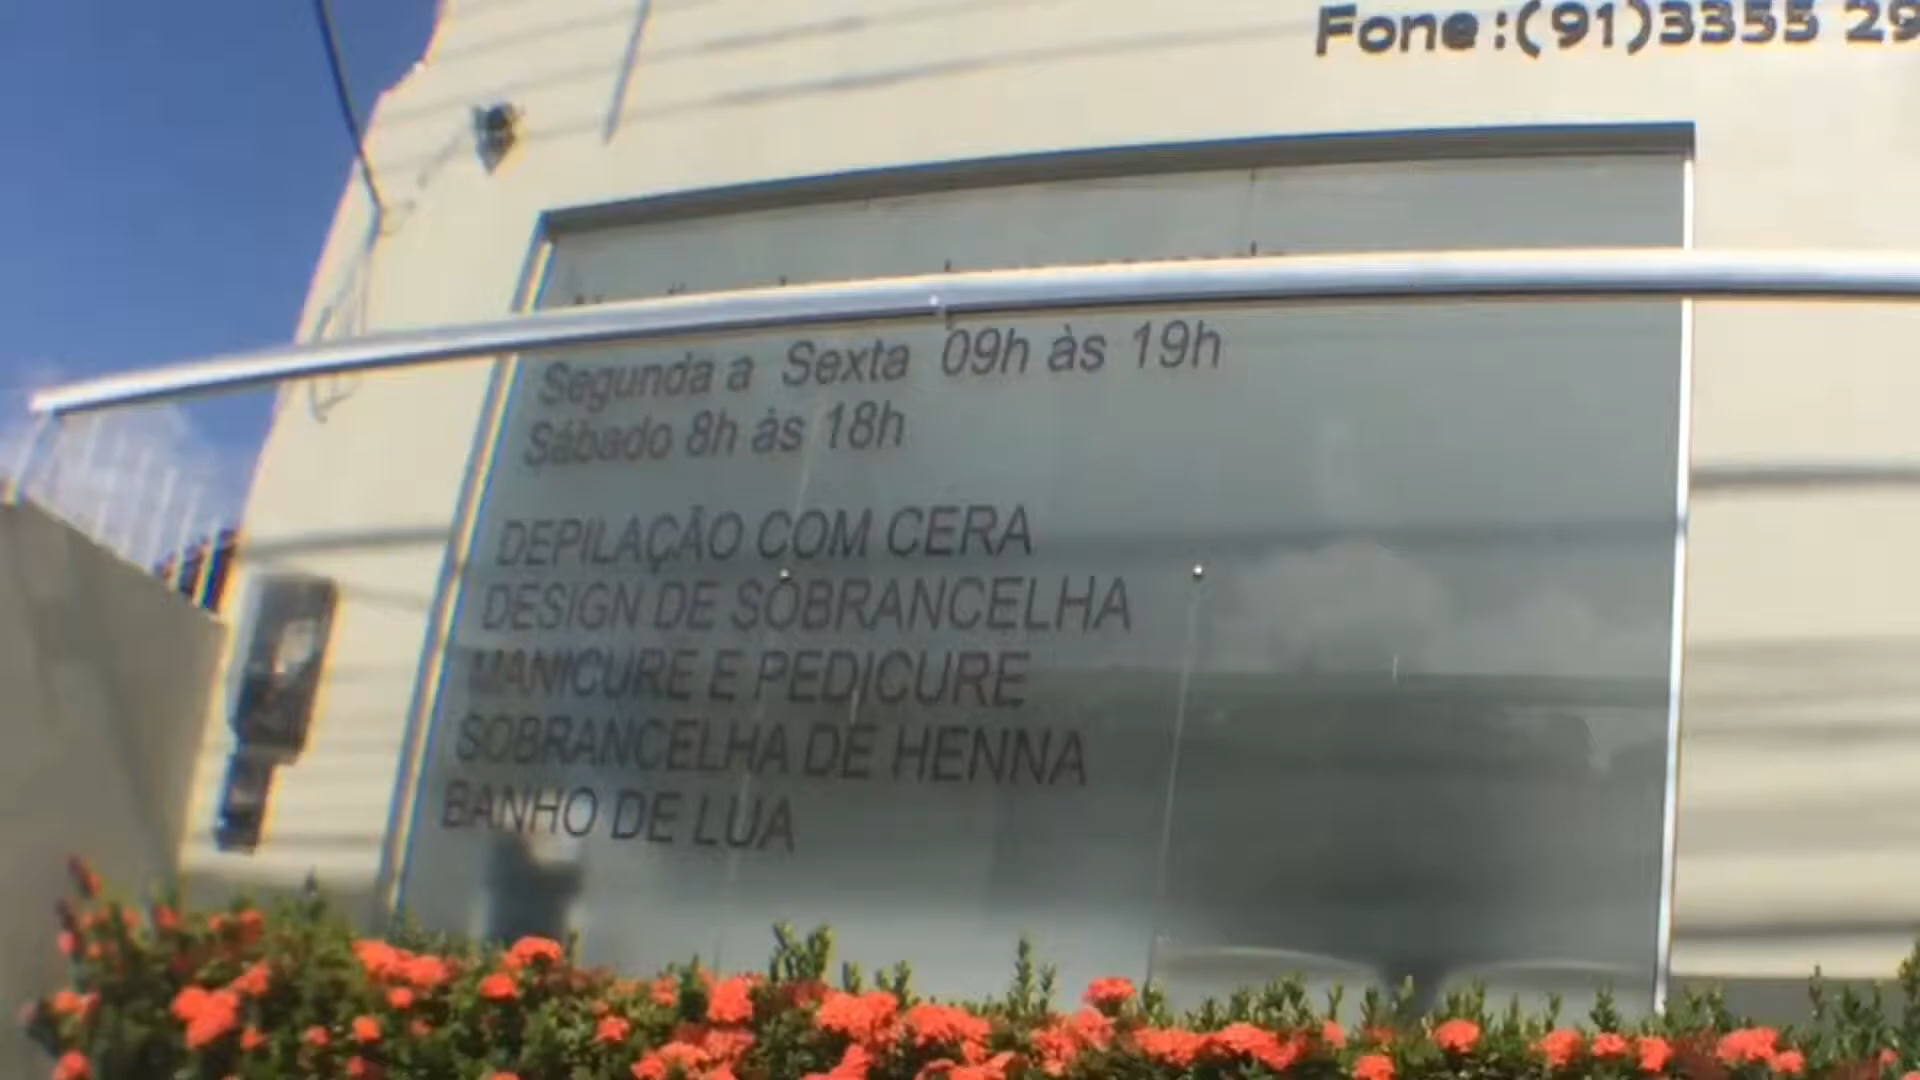 Fone:(91)3355 29
Segunda a Sexta 09h às 19h
Sábado 8h às 18h
DEPILAÇÃO COM CERA
DESIGN DE SOBRANCELHA
MANICURE E PEDICURE
SOBRANCELHA DE HENNA
BANHO DE LUA